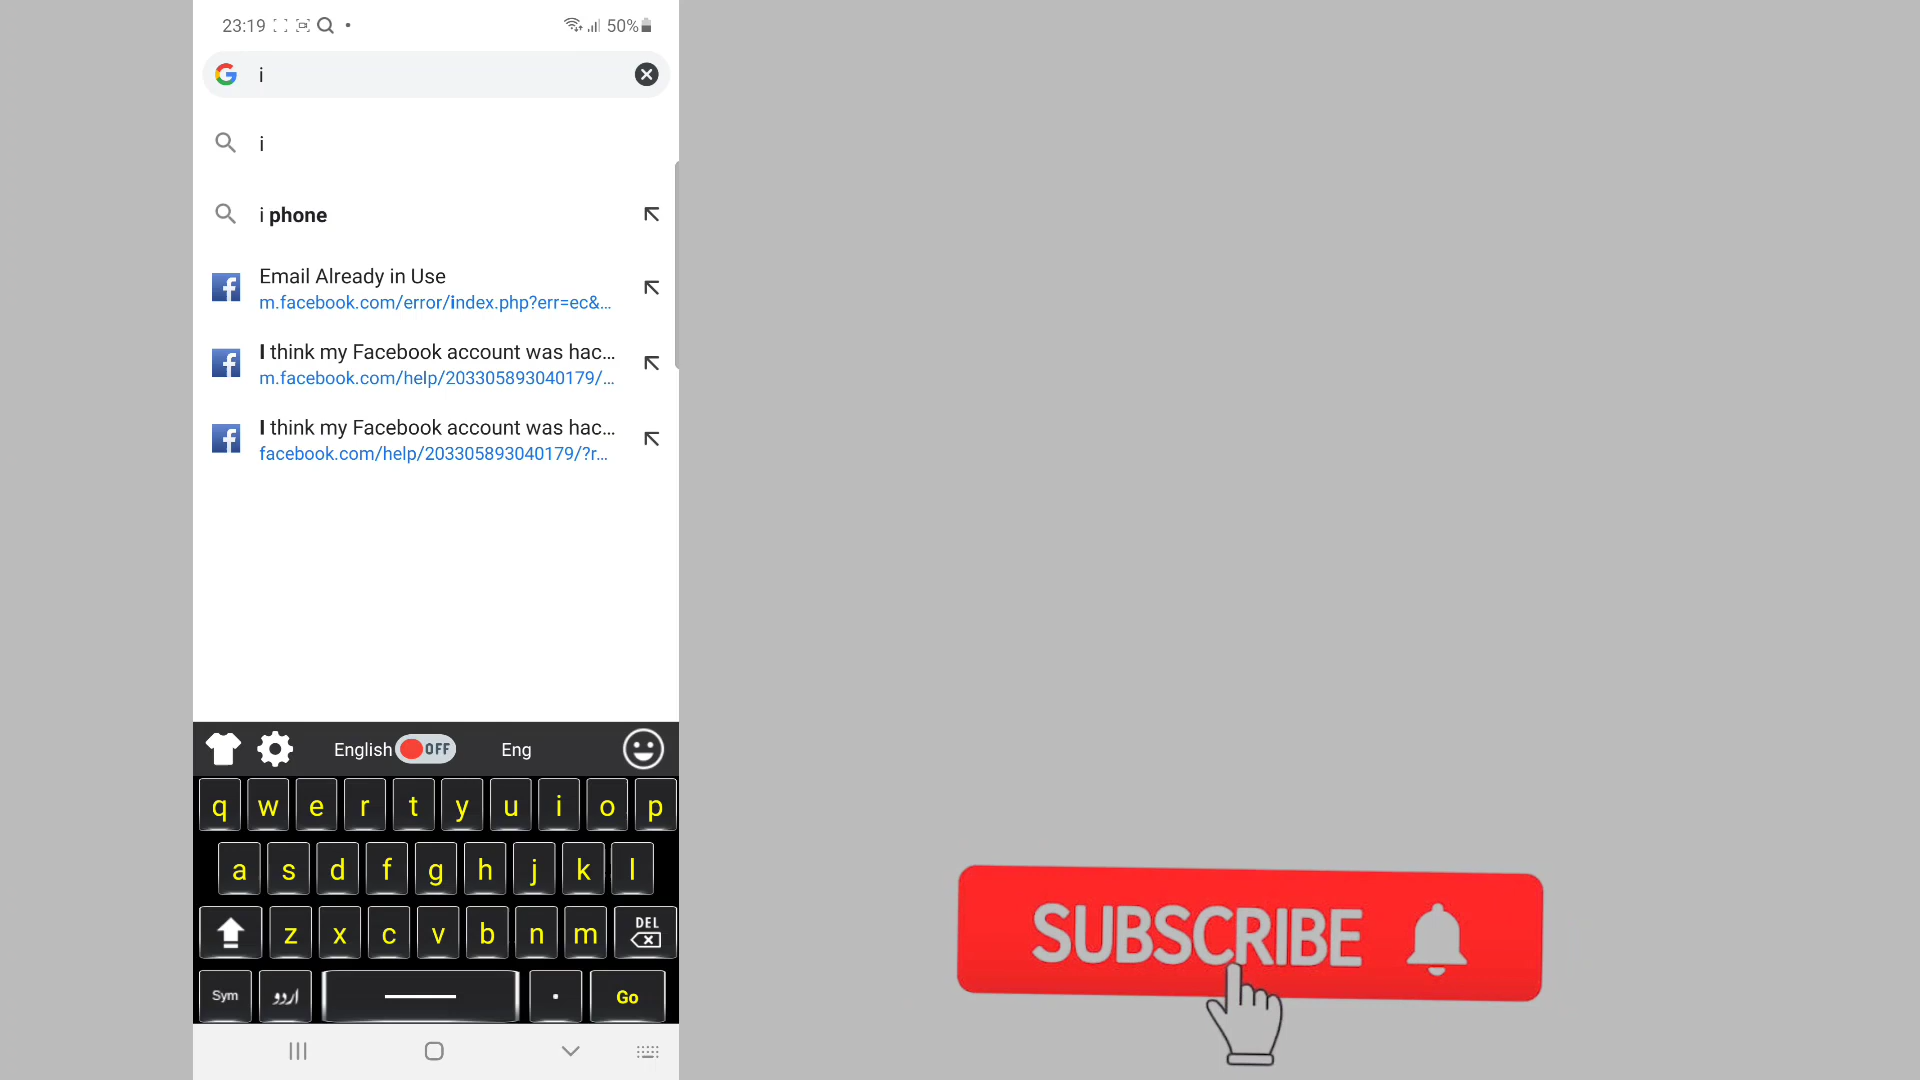 23:19 50%
i
i
i phone
Email Already in Use
m.facebook.com/error/index.php?err=ec&...
I think my Facebook account was hac...
m.facebook.com/help/203305893040179/...
I think my Facebook account was hac...
facebook.com/help/203305893040179/?r...
English OFF Eng
q w e r t y u i o p
a s d f g h j k l
z x c v b n m DEL
Sym اردو . Go
SUBSCRIBE